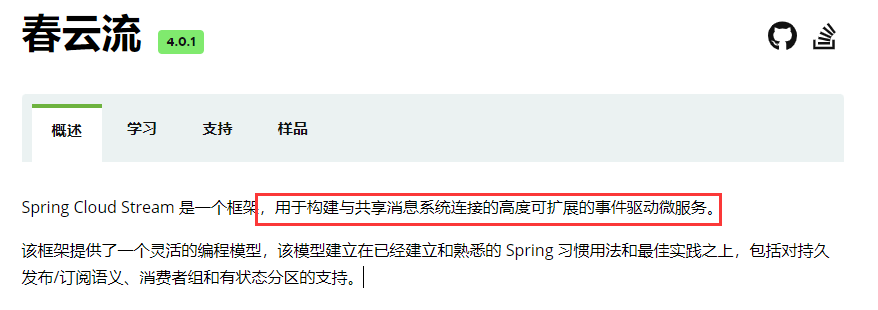 春云流 4.0.1
概述 学习 支持 样品
Spring Cloud Stream 是一个框架，用于构建与共享消息系统连接的高度可扩展的事件驱动微服务。
该框架提供了一个灵活的编程模型，该模型建立在已经建立和熟悉的 Spring 习惯用法和最佳实践之上，包括对持久
发布/订阅语义、消费者组和有状态分区的支持。